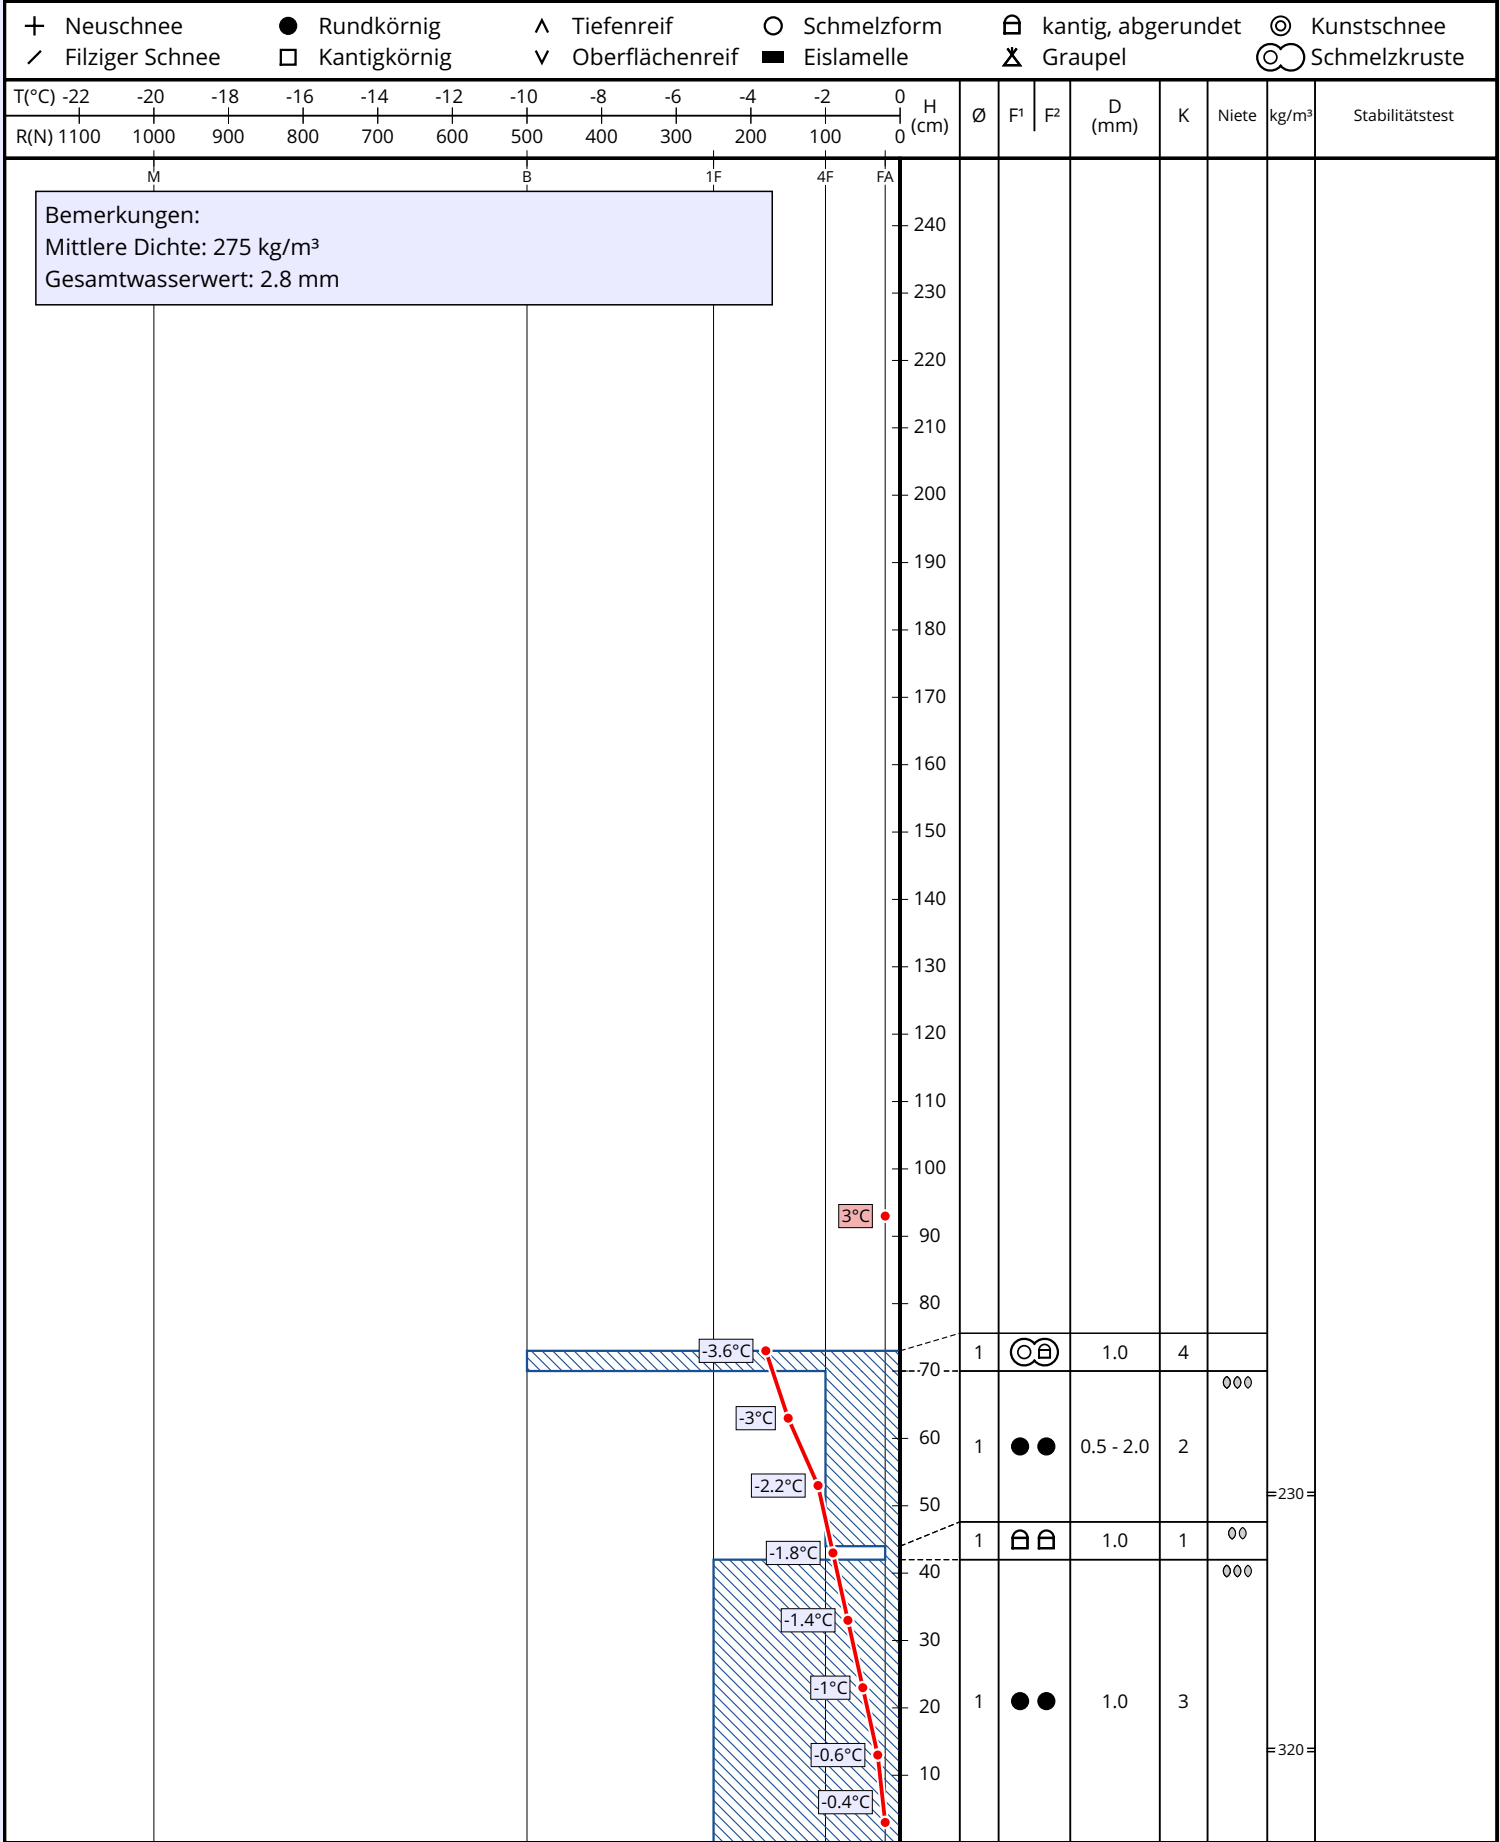 Neuschnee Rundkörnig Tiefenreif Schmelzform kantig, abgerundet Kunstschnee
Filziger Schnee Kantigkörnig Oberflächenreif Eislamelle Graupel Schmelzkruste
T(°C) -22 -20 -18 -16 -14 -12 -10 -8 -6 -4 -2 0
R(N) 1100 1000 900 800 700 600 500 400 300 200 100 0
H (cm) Ø F¹ F² D (mm) K Niete kg/m³ Stabilitätstest
M B 1F 4F FA
Bemerkungen:
Mittlere Dichte: 275 kg/m³
Gesamtwasserwert: 2.8 mm
240
230
220
210
200
190
180
170
160
150
140
130
120
110
100
3°C
90
80
-3.6°C 1 1.0 4
70
-3°C
60 1 0.5 - 2.0 2
-2.2°C
50 230
-1.8°C 1 1.0 1
40
-1.4°C
30
-1°C
20 1 1.0 3
-0.6°C 320
10
-0.4°C